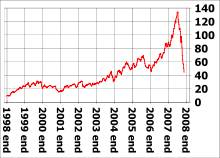 140
120
100
80
60
40
20
0
1998 end
1999 end
2000 end
2001 end
2002 end
2003 end
2004 end
2005 end
2006 end
2007 end
2008 end